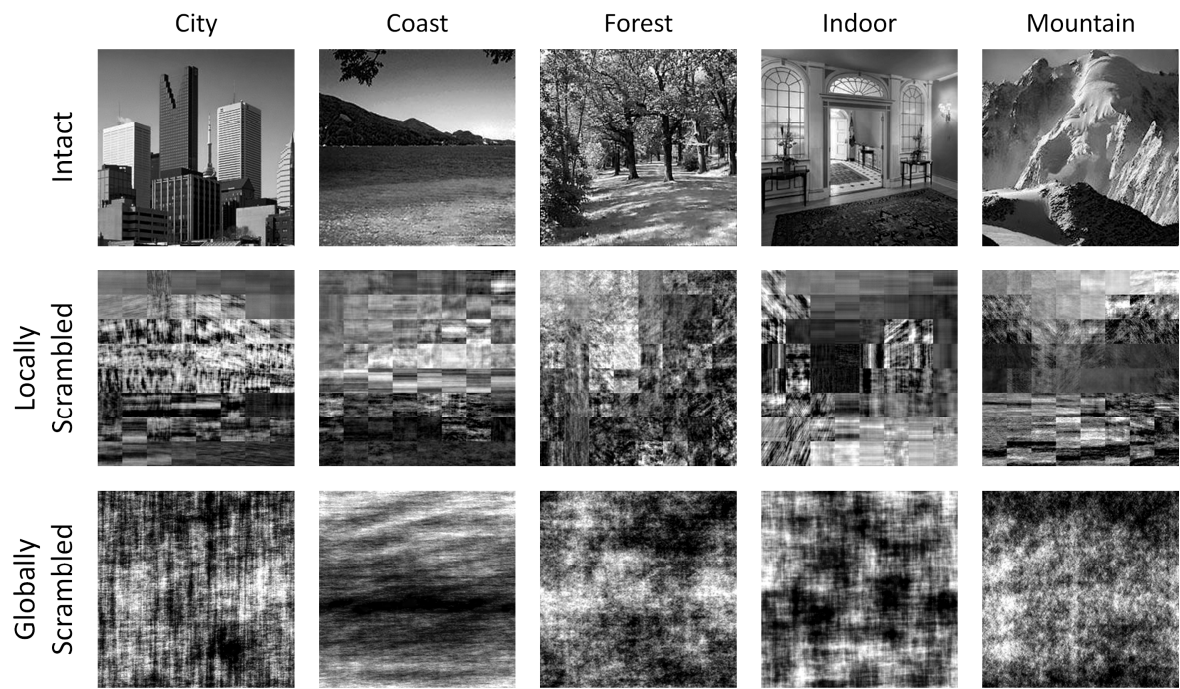 City Coast Forest Indoor Mountain
Intact
Locally
Scrambled
Globally
Scrambled